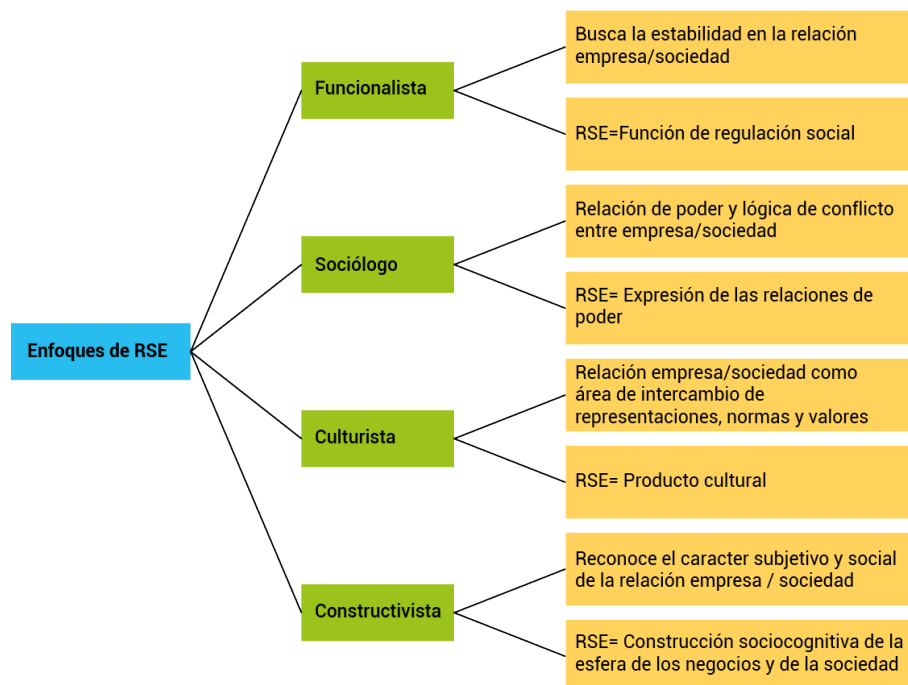 Enfoques de RSE
Funcionalista
Busca la estabilidad en la relación
empresa/sociedad
RSE=Función de regulación social
Sociólogo
Relación de poder y lógica de conflicto
entre empresa/sociedad
RSE= Expresión de las relaciones de
poder
Culturista
Relación empresa/sociedad como
área de intercambio de
representaciones, normas y valores
RSE= Producto cultural
Constructivista
Reconoce el caracter subjetivo y social
de la relación empresa / sociedad
RSE= Construcción sociocognitiva de la
esfera de los negocios y de la sociedad